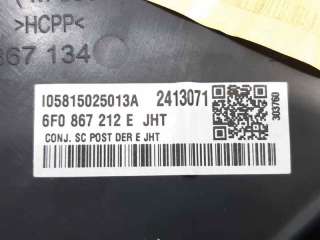 >HCPP<
867 134
I05815025013A 2413071
6F0 867 212 E JHT
CONJ. SC POST DER E JHT
303760